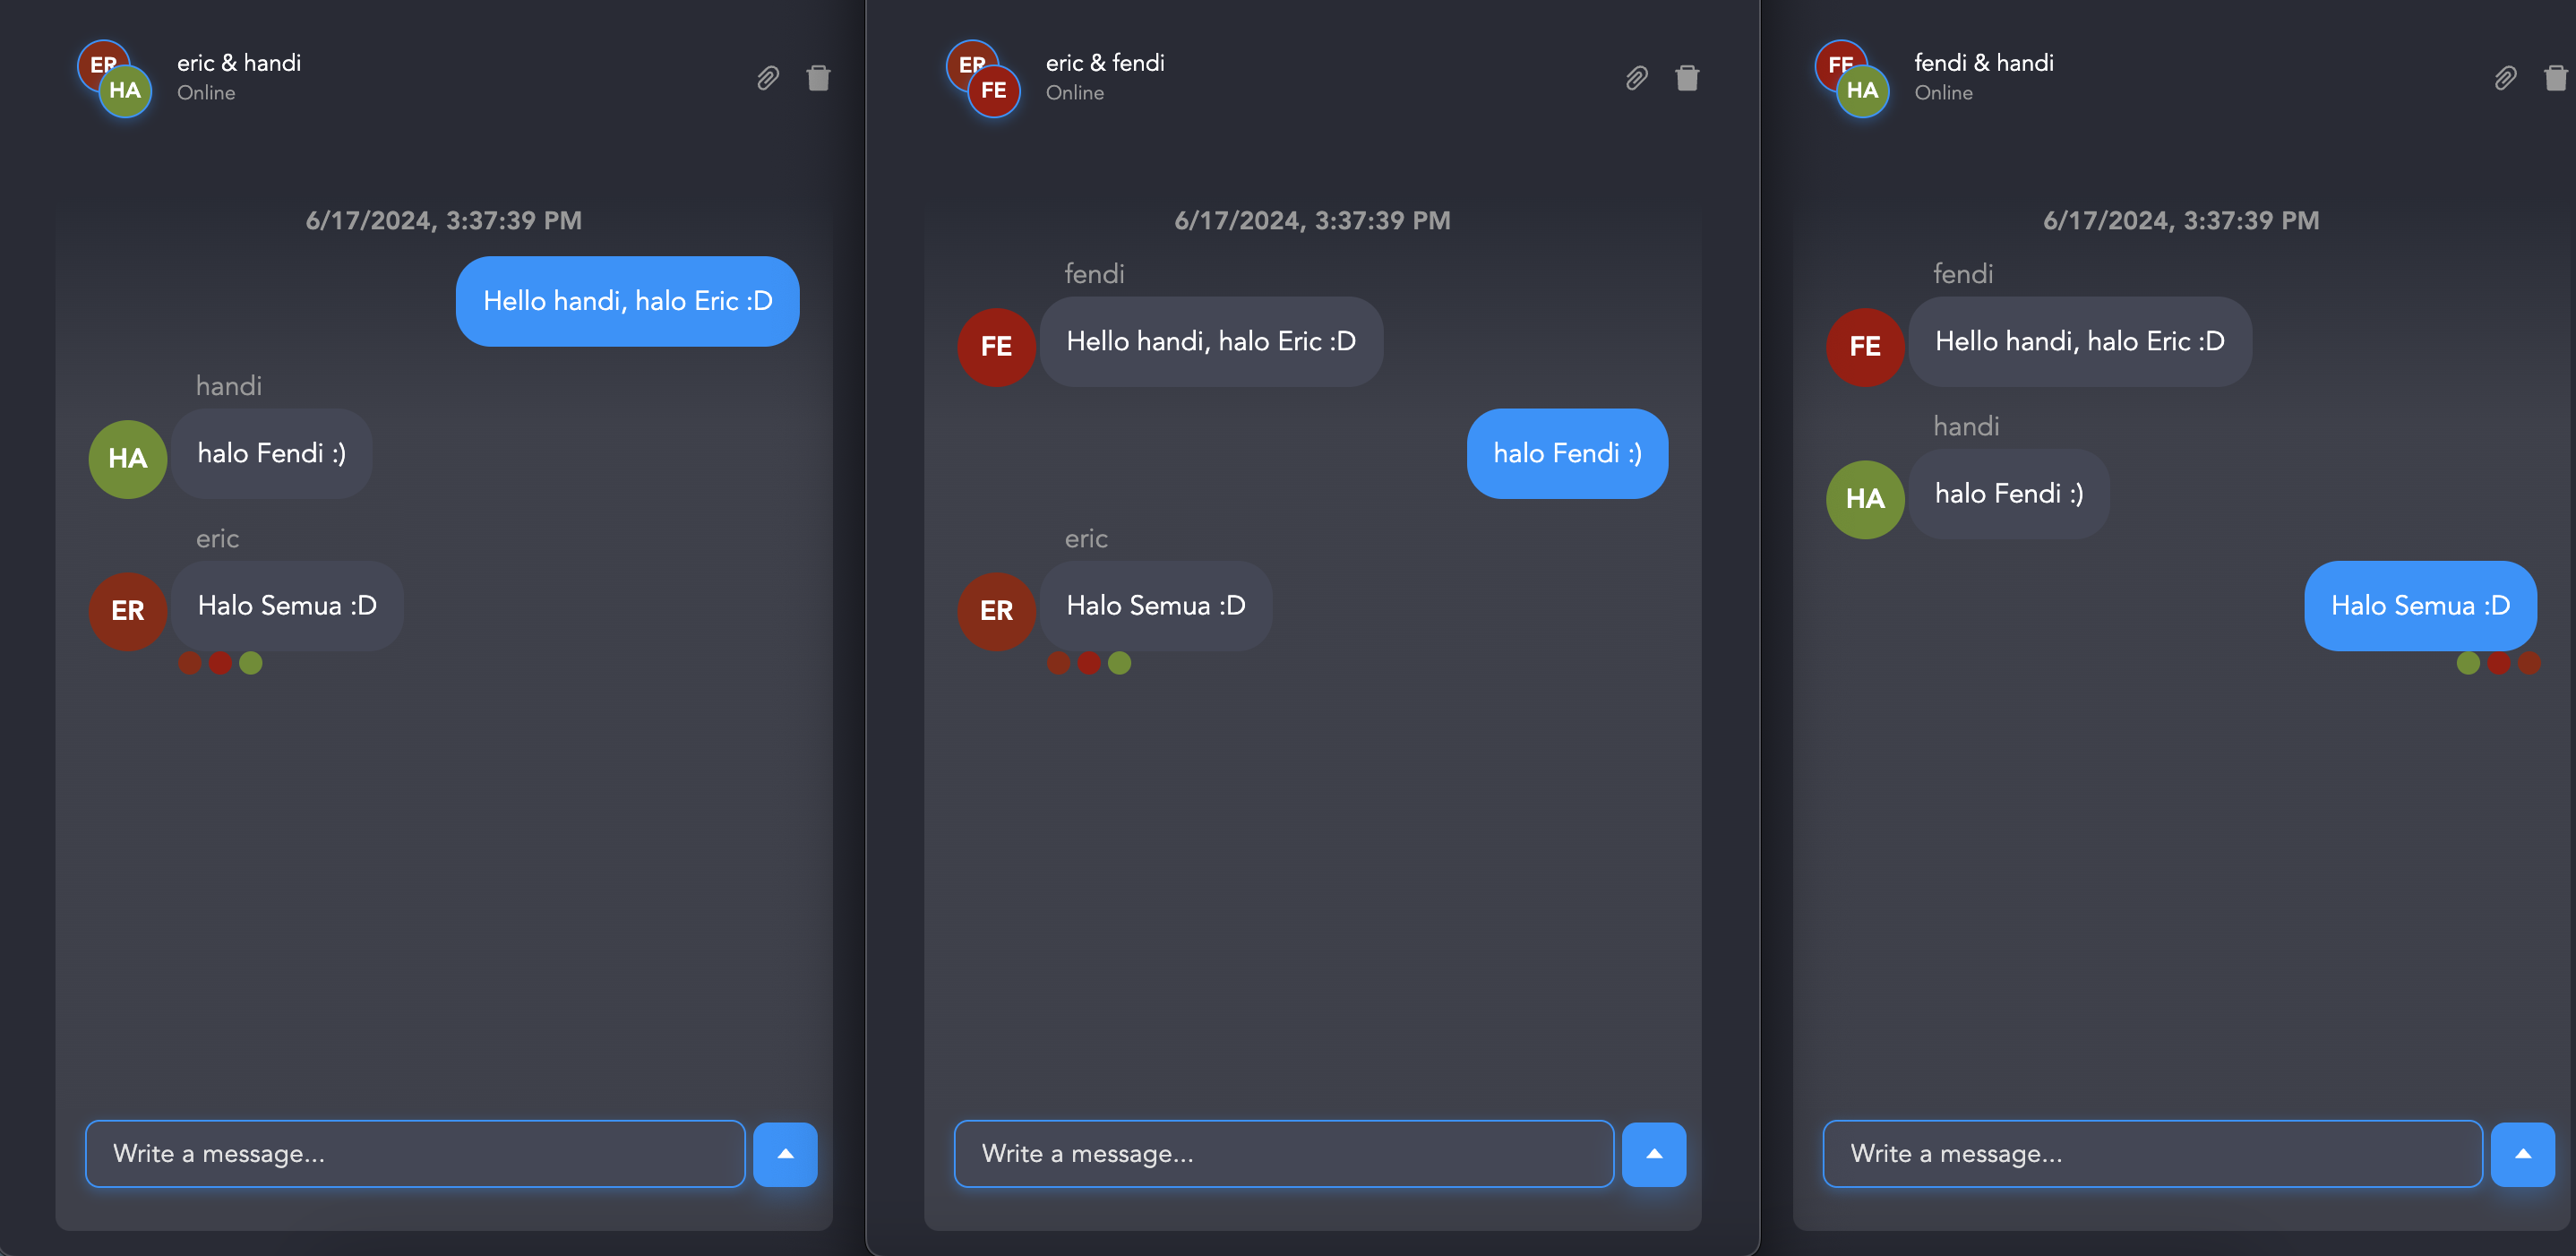 ER
HA
eric & handi
Online
6/17/2024, 3:37:39 PM
Hello handi, halo Eric :D
handi
HA
halo Fendi :)
eric
ER
Halo Semua :D
Write a message...
ER
FE
eric & fendi
Online
6/17/2024, 3:37:39 PM
fendi
FE
Hello handi, halo Eric :D
halo Fendi :)
eric
ER
Halo Semua :D
Write a message...
FE
HA
fendi & handi
Online
6/17/2024, 3:37:39 PM
fendi
FE
Hello handi, halo Eric :D
handi
HA
halo Fendi :)
Halo Semua :D
Write a message...